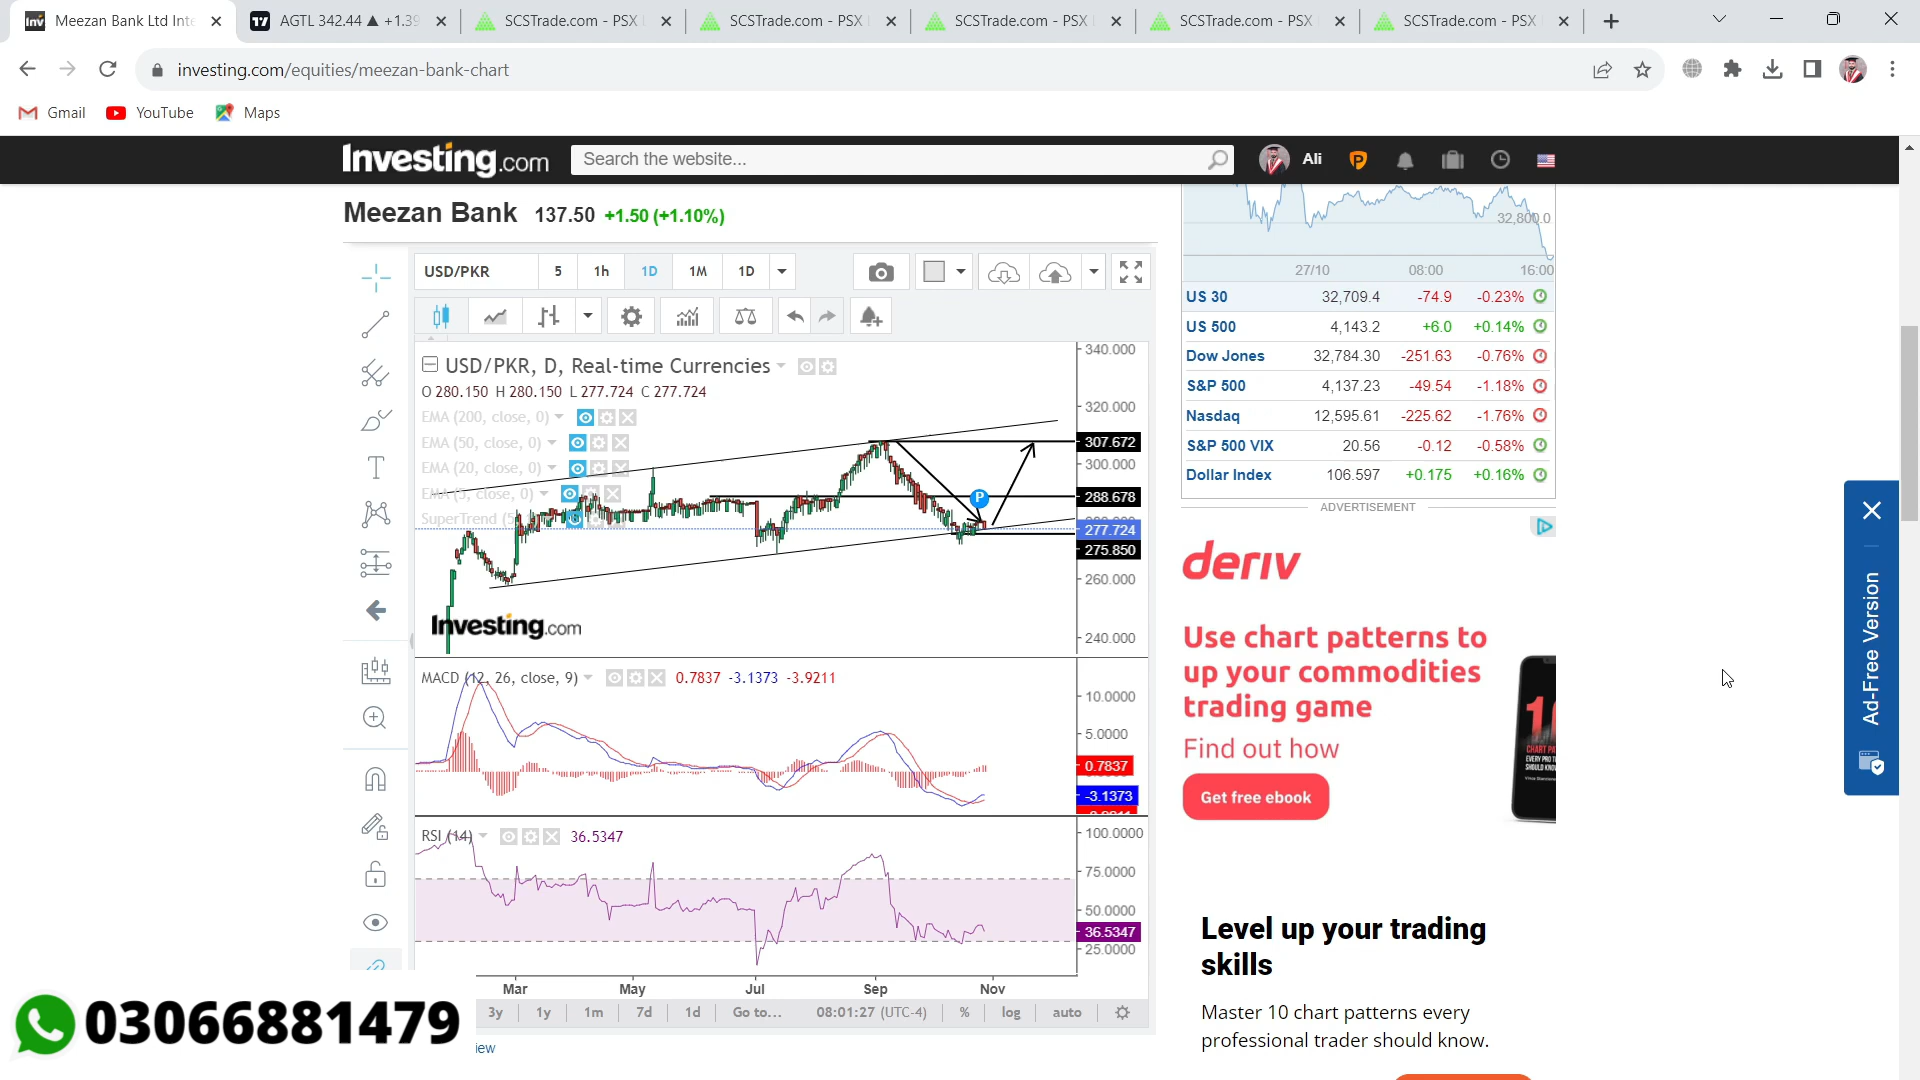 Meezan Bank Ltd Inte
AGTL 342.44 ▲ +1.39
SCSTrade.com - PSX
SCSTrade.com - PSX
SCSTrade.com - PSX
SCSTrade.com - PSX
SCSTrade.com - PSX
investing.com/equities/meezan-bank-chart
Gmail
YouTube
Maps
Investing.com
Search the website...
Ali
Meezan Bank 137.50 +1.50 (+1.10%)
USD/PKR 5 1h 1D 1M 1D
USD/PKR, D, Real-time Currencies
O 280.150 H 280.150 L 277.724 C 277.724
EMA (200, close, 0)
EMA (50, close, 0)
EMA (20, close, 0)
EMA (5, close, 0)
SuperTrend (5,
P
Investing.com
340.000
320.000
307.672
300.000
288.678
277.724
275.850
260.000
240.000
MACD (12, 26, close, 9) 0.7837 -3.1373 -3.9211
10.0000
5.0000
0.7837
-3.1373
RSI (14) 36.5347
100.0000
75.0000
50.0000
36.5347
25.0000
Mar May Jul Sep Nov
3y 1y 1m 7d 1d Go to... 08:01:27 (UTC-4) % log auto
iew
03066881479
32,800.0
27/10 08:00 16:00
US 30 32,709.4 -74.9 -0.23%
US 500 4,143.2 +6.0 +0.14%
Dow Jones 32,784.30 -251.63 -0.76%
S&P 500 4,137.23 -49.54 -1.18%
Nasdaq 12,595.61 -225.62 -1.76%
S&P 500 VIX 20.56 -0.12 -0.58%
Dollar Index 106.597 +0.175 +0.16%
ADVERTISEMENT
deriv
Use chart patterns to
up your commodities
trading game
Find out how
Get free ebook
Level up your trading
skills
Master 10 chart patterns every
professional trader should know.
Ad-Free Version